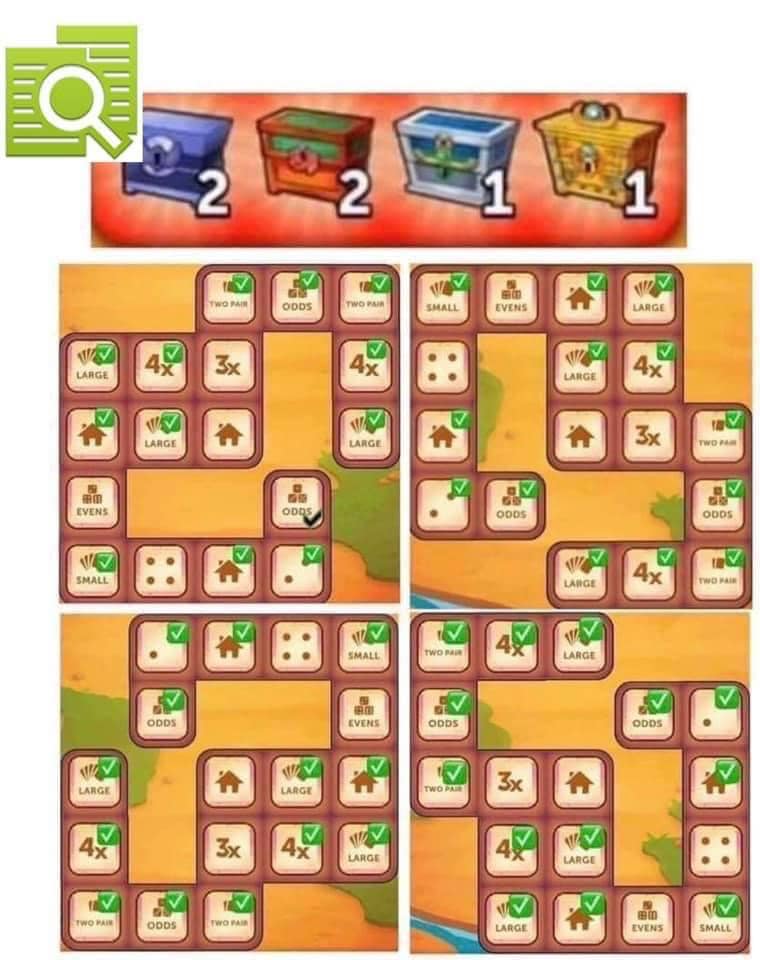 2 2 1 1
TWO PAIR ODDS TWO PAIR
LARGE 4x 3x 4x
LARGE LARGE
EVENS ODDS
SMALL
SMALL EVENS LARGE
LARGE 4x
3x TWO PAIR
ODDS ODDS
LARGE 4x TWO PAIR
SMALL
ODDS EVENS
LARGE LARGE
4x 3x 4x LARGE
TWO PAIR ODDS TWO PAIR
TWO PAIR 4x LARGE
ODDS ODDS
TWO PAIR 3x
4x LARGE
LARGE EVENS SMALL